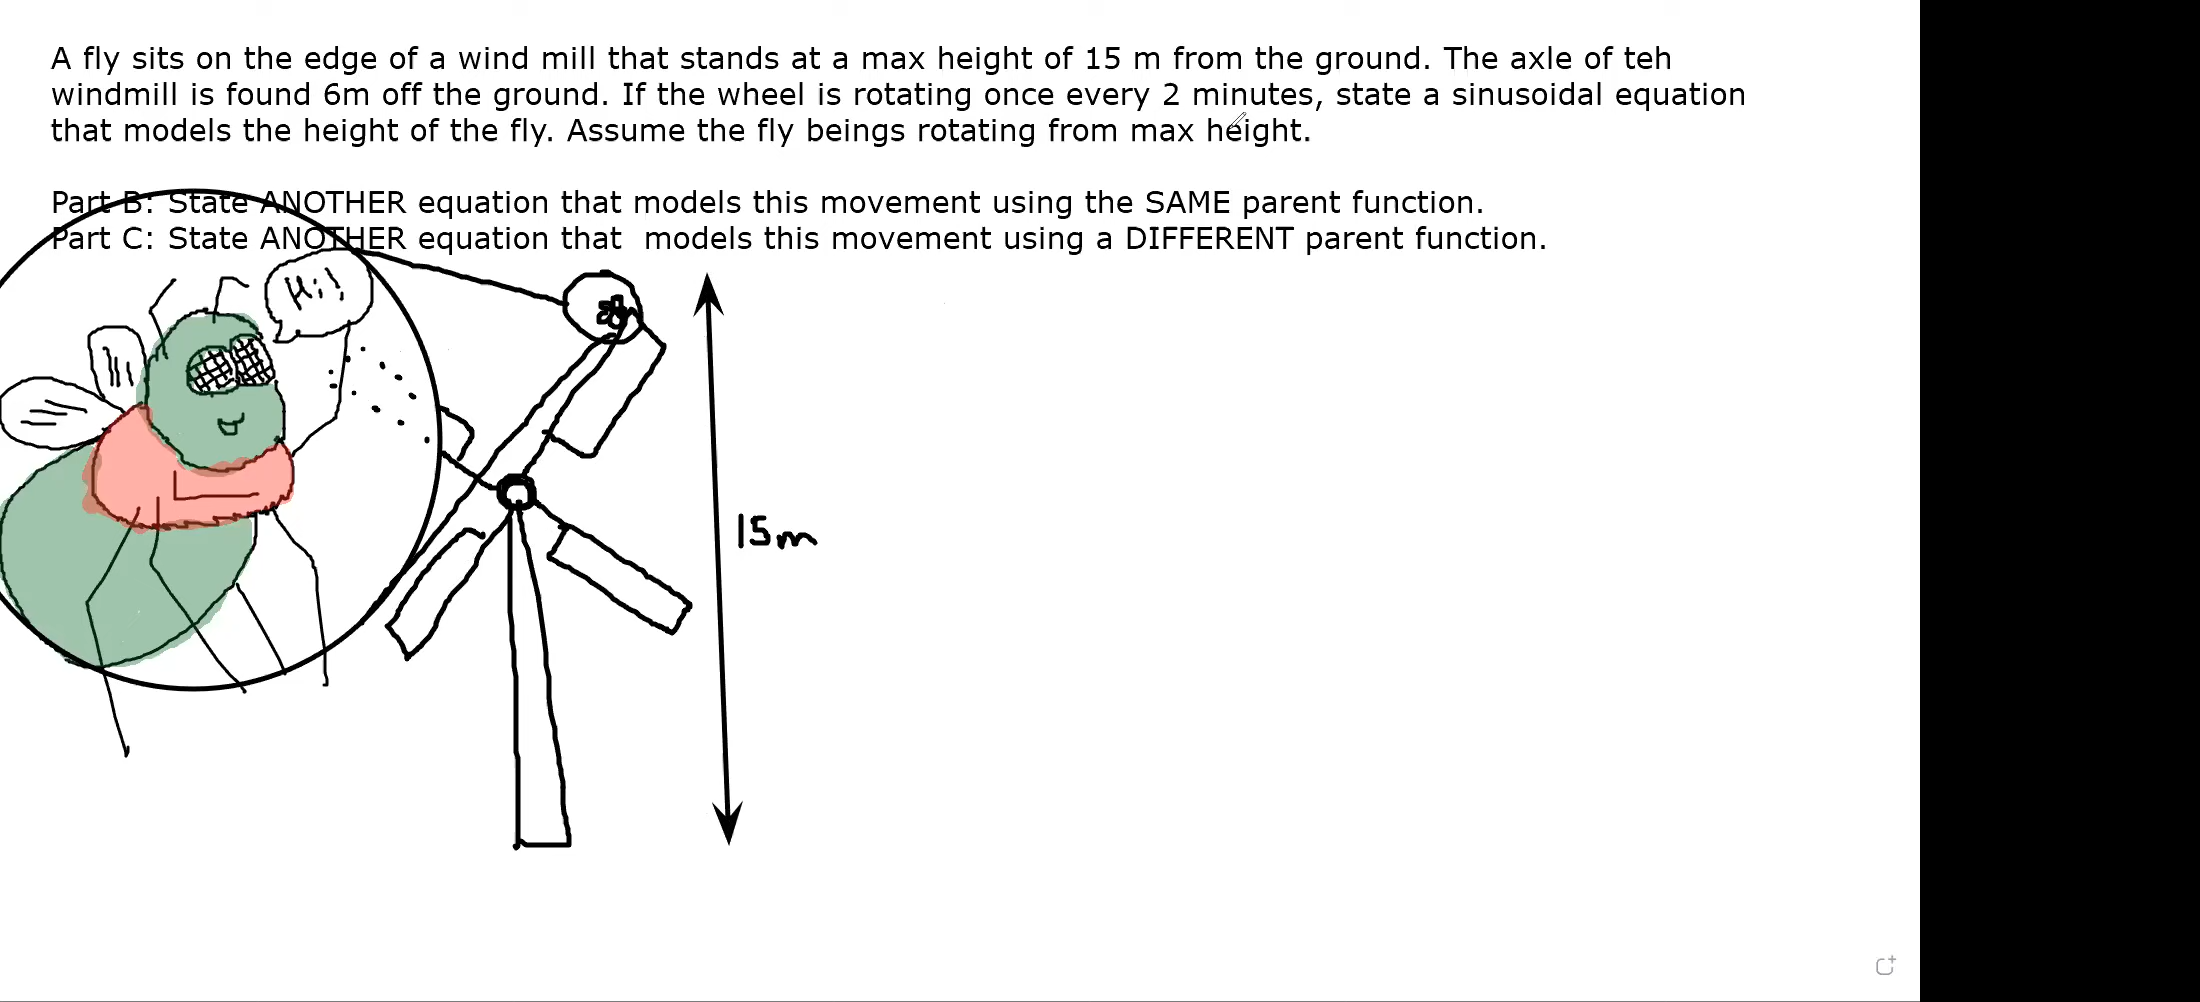 A fly sits on the edge of a wind mill that stands at a max height of 15 m from the ground. The axle of teh
windmill is found 6m off the ground. If the wheel is rotating once every 2 minutes, state a sinusoidal equation
that models the height of the fly. Assume the fly beings rotating from max height.
Part B: State ANOTHER equation that models this movement using the SAME parent function.
Part C: State ANOTHER equation that  models this movement using a DIFFERENT parent function.
Hi!
15m